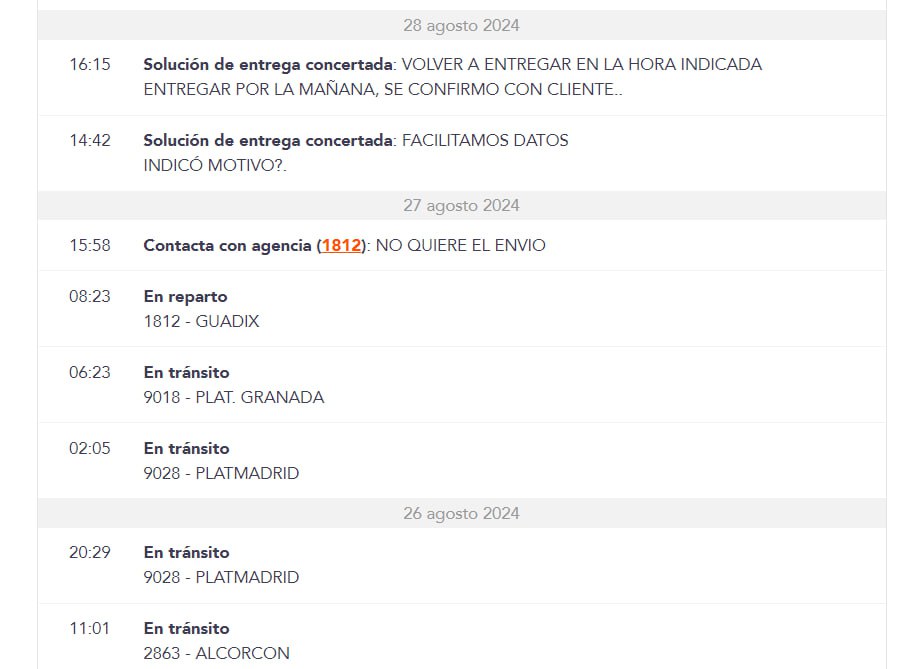 28 agosto 2024
16:15 Solución de entrega concertada: VOLVER A ENTREGAR EN LA HORA INDICADA
ENTREGAR POR LA MAÑANA, SE CONFIRMO CON CLIENTE..
14:42 Solución de entrega concertada: FACILITAMOS DATOS
INDICÓ MOTIVO?.
27 agosto 2024
15:58 Contacta con agencia (1812): NO QUIERE EL ENVIO
08:23 En reparto
1812 - GUADIX
06:23 En tránsito
9018 - PLAT. GRANADA
02:05 En tránsito
9028 - PLATMADRID
26 agosto 2024
20:29 En tránsito
9028 - PLATMADRID
11:01 En tránsito
2863 - ALCORCON